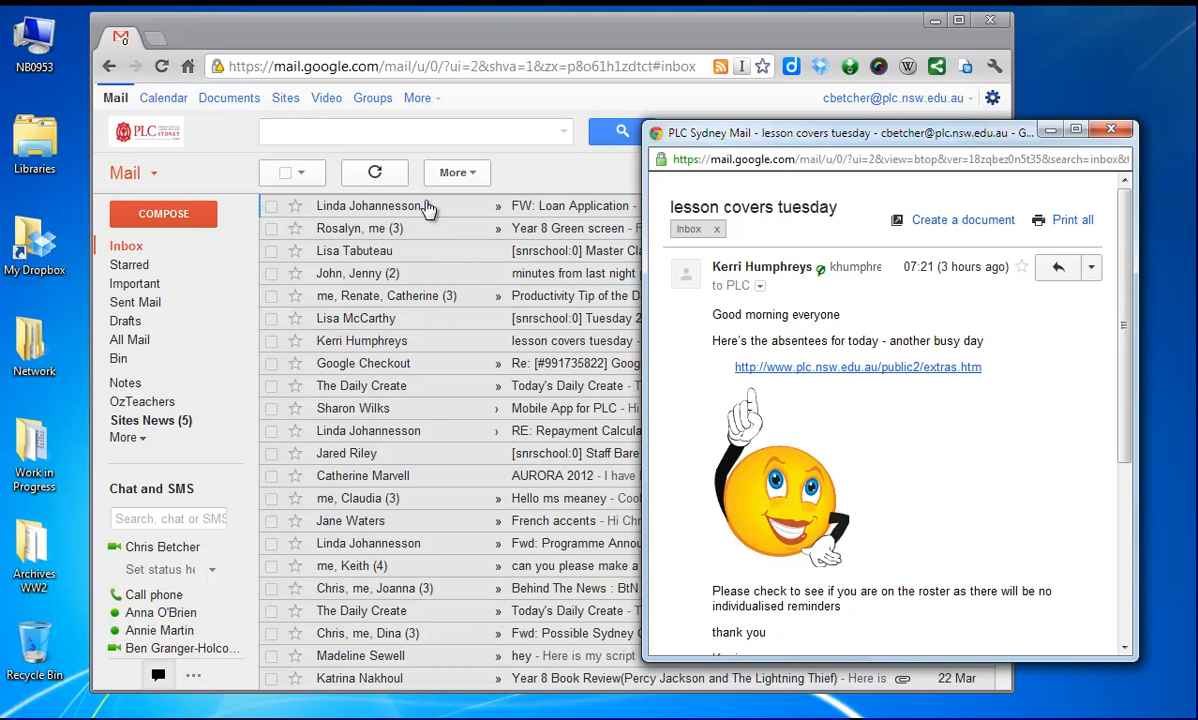 NB0953
Libraries
My Dropbox
Network
Work in
Progress
Archives
WW2
Recycle Bin
0
https://mail.google.com/mail/u/0/?ui=2&shva=1&zx=p8o61h1zdtct#inbox
Mail Calendar Documents Sites Video Groups More
cbetcher@plc.nsw.edu.au
PLC
SYDNEY
Mail
More
COMPOSE
Inbox
Starred
Important
Sent Mail
Drafts
All Mail
Bin
Notes
OzTeachers
Sites News (5)
More
Chat and SMS
Search, chat or SMS
Chris Betcher
Set status he
Call phone
Anna O'Brien
Annie Martin
Ben Granger-Holco...
Linda Johannesson » FW: Loan Application -
Rosalyn, me (3) » Year 8 Green screen - F
Lisa Tabuteau » [snrschool:0] Master Cla
John, Jenny (2) » minutes from last night
me, Renate, Catherine (3) » Productivity Tip of the D
Lisa McCarthy » [snrschool:0] Tuesday 2
Kerri Humphreys » lesson covers tuesday -
Google Checkout » Re: [#991735822] Goog
The Daily Create » Today's Daily Create - T
Sharon Wilks › Mobile App for PLC - Hi
Linda Johannesson › RE: Repayment Calcula
Jared Riley » [snrschool:0] Staff Bare
Catherine Marvell » AURORA 2012 - I have
me, Claudia (3) » Hello ms meaney - Cool
Jane Waters » French accents - Hi Chr
Linda Johannesson » Fwd: Programme Annou
me, Keith (4) » can you please make a
Chris, me, Joanna (3) » Behind The News : BtN
The Daily Create » Today's Daily Create - T
Chris, me, Dina (3) » Fwd: Possible Sydney C
Madeline Sewell » hey - Here is my script
Katrina Nakhoul » Year 8 Book Review(Percy Jackson and The Lightning Thief) - Here is 22 Mar
PLC Sydney Mail - lesson covers tuesday - cbetcher@plc.nsw.edu.au - G...
https://mail.google.com/mail/u/0/?ui=2&view=btop&ver=18zqbez0n5t35&search=inbox&t
lesson covers tuesday
Inbox x
Create a document Print all
Kerri Humphreys khumphre 07:21 (3 hours ago)
to PLC
Good morning everyone
Here's the absentees for today - another busy day
http://www.plc.nsw.edu.au/public2/extras.htm
Please check to see if you are on the roster as there will be no
individualised reminders
thank you